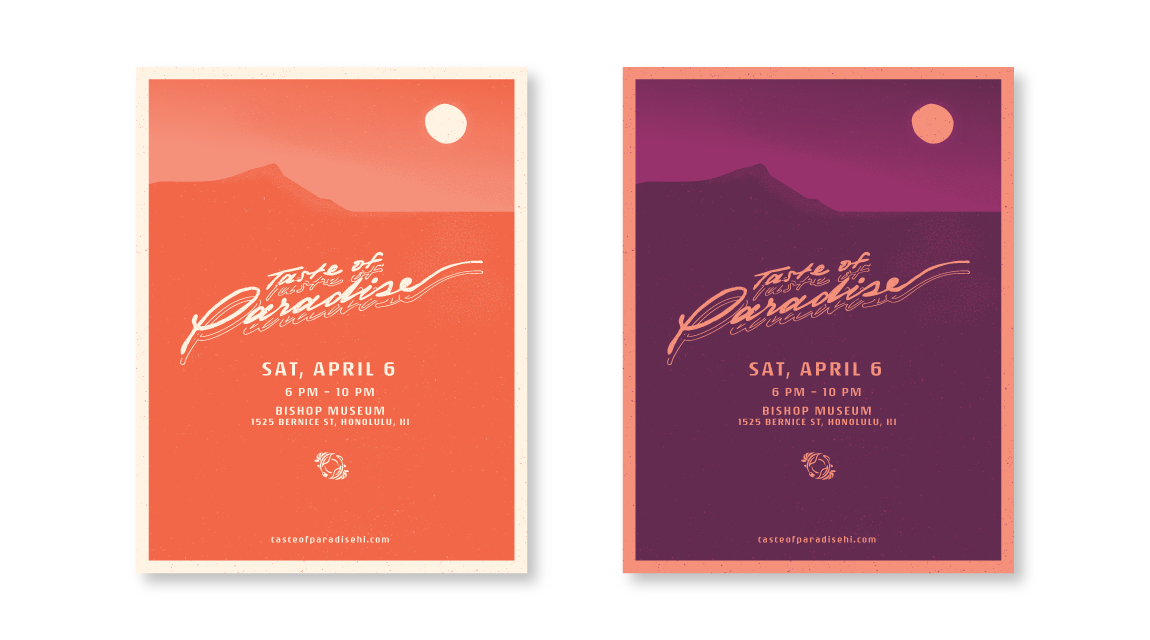 Taste of
Paradise
SAT, APRIL 6
6 PM – 10 PM
BISHOP MUSEUM
1525 BERNICE ST, HONOLULU, HI
tasteofparadisehi.com
Taste of
Paradise
SAT, APRIL 6
6 PM – 10 PM
BISHOP MUSEUM
1525 BERNICE ST, HONOLULU, HI
tasteofparadisehi.com